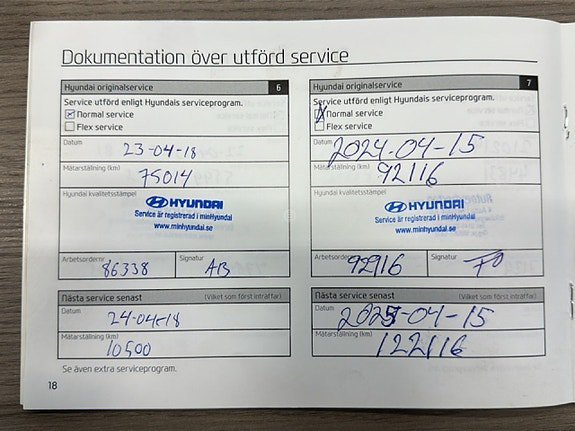 Dokumentation över utförd service
Hyundai originalservice 6
Service utförd enligt Hyundais serviceprogram.
Normal service
Flex service
Datum
23-04-18
Mätarställning (km)
75014
Hyundai kvalitetsstämpel
HYUNDAI
Service är registrerad i minHyundai
www.minhyundai.se
Arbetsordernr Signatur
86338 AB
Nästa service senast (Vilket som först inträffar)
Datum
24-04-18
Mätarställning (km)
10500
Se även extra serviceprogram.
18
Hyundai originalservice 7
Service utförd enligt Hyundais serviceprogram.
Normal service
Flex service
Datum
2024-04-15
Mätarställning (km)
92116
Hyundai kvalitetsstämpel
HYUNDAI
Service är registrerad i minHyundai
www.minhyundai.se
Arbetsordernr Signatur
92916
Nästa service senast (Vilket som först inträffar)
Datum
2025-04-15
Mätarställning (km)
122116